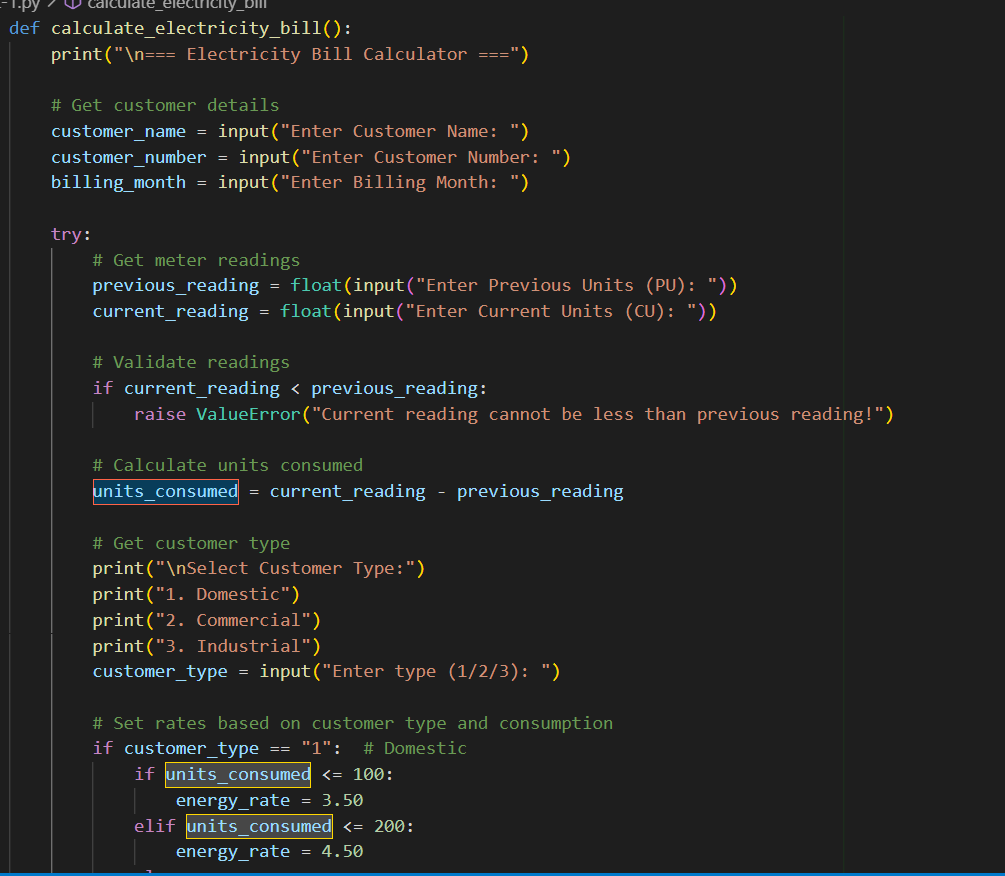 -1.py > calculate_electricity_bill
def calculate_electricity_bill():
    print("\n=== Electricity Bill Calculator ===")

    # Get customer details
    customer_name = input("Enter Customer Name: ")
    customer_number = input("Enter Customer Number: ")
    billing_month = input("Enter Billing Month: ")

    try:
        # Get meter readings
        previous_reading = float(input("Enter Previous Units (PU): "))
        current_reading = float(input("Enter Current Units (CU): "))

        # Validate readings
        if current_reading < previous_reading:
            raise ValueError("Current reading cannot be less than previous reading!")

        # Calculate units consumed
        units_consumed = current_reading - previous_reading

        # Get customer type
        print("\nSelect Customer Type:")
        print("1. Domestic")
        print("2. Commercial")
        print("3. Industrial")
        customer_type = input("Enter type (1/2/3): ")

        # Set rates based on customer type and consumption
        if customer_type == "1":  # Domestic
            if units_consumed <= 100:
                energy_rate = 3.50
            elif units_consumed <= 200:
                energy_rate = 4.50